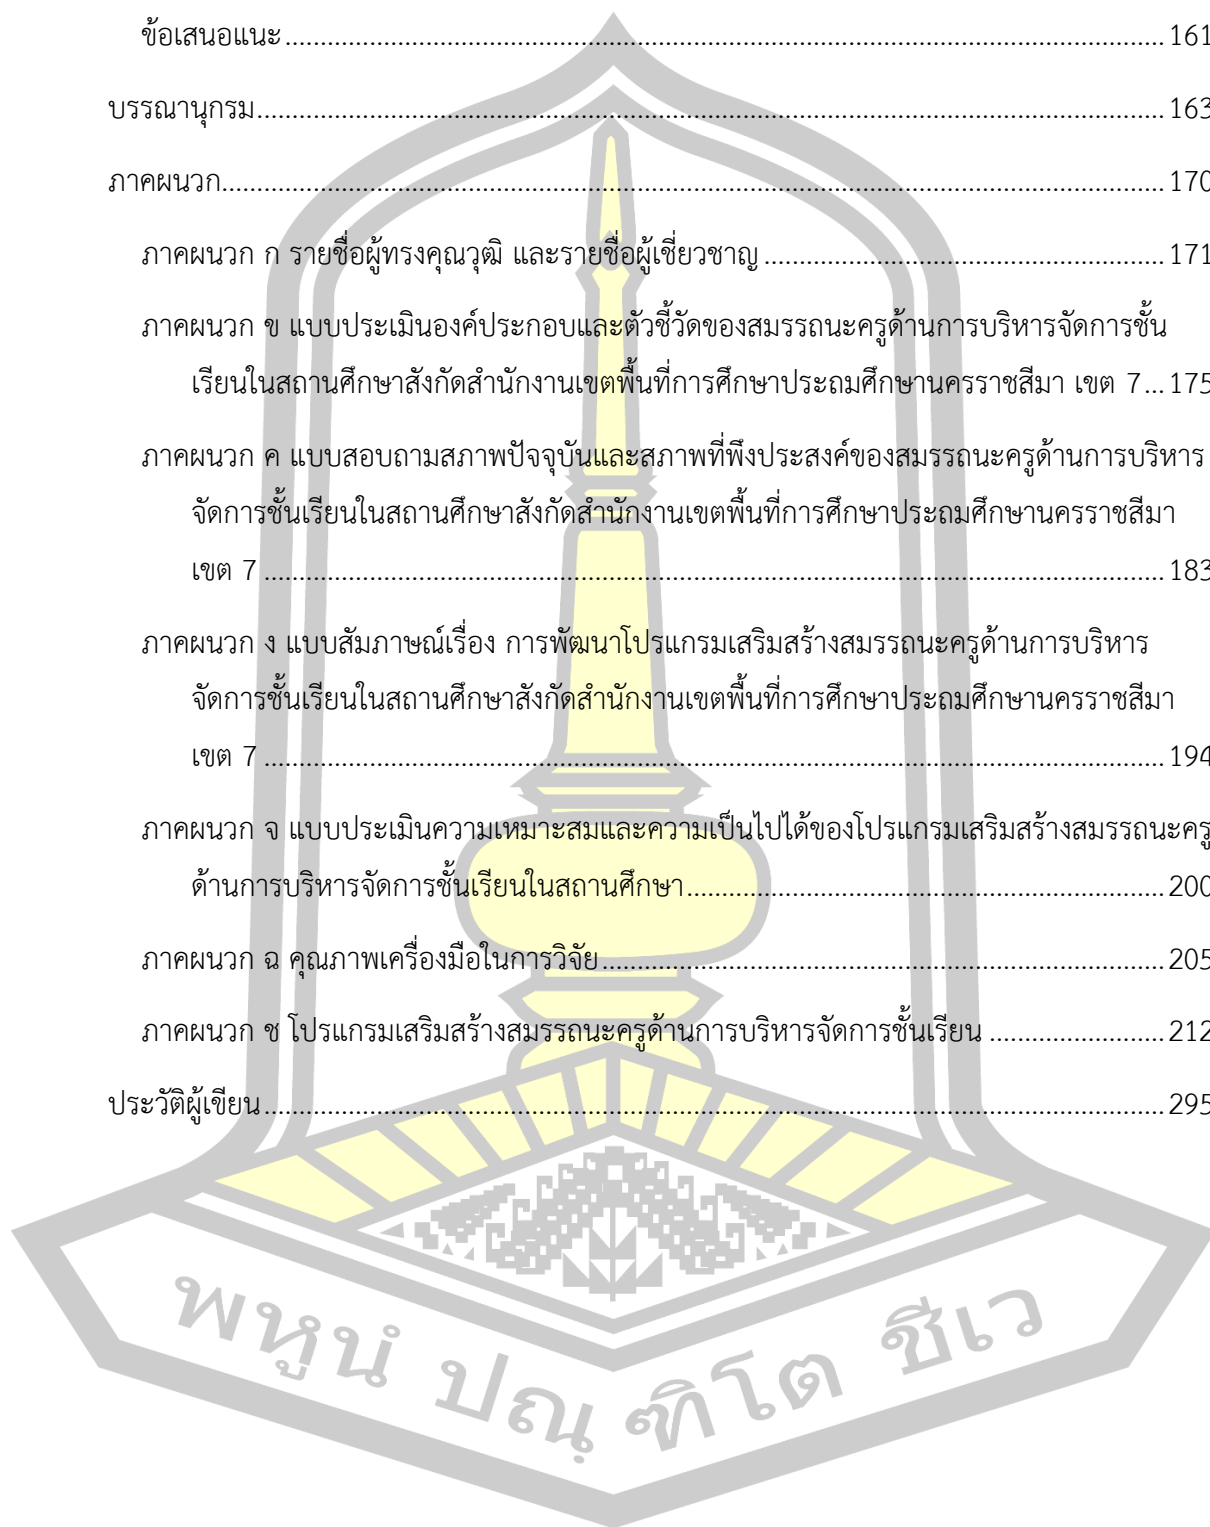 ข้อเสนอแนะ.......... 161
บรรณานุกรม.......... 163
ภาคผนวก.......... 170
ภาคผนวก ก รายชื่อผู้ทรงคุณวุฒิ และรายชื่อผู้เชี่ยวชาญ.......... 171
ภาคผนวก ข แบบประเมินองค์ประกอบและตัวชี้วัดของสมรรถนะครูด้านการบริหารจัดการชั้น
เรียนในสถานศึกษาสังกัดสำนักงานเขตพื้นที่การศึกษาประถมศึกษานครราชสีมา เขต 7... 175
ภาคผนวก ค แบบสอบถามสภาพปัจจุบันและสภาพที่พึงประสงค์ของสมรรถนะครูด้านการบริหาร
จัดการชั้นเรียนในสถานศึกษาสังกัดสำนักงานเขตพื้นที่การศึกษาประถมศึกษานครราชสีมา
เขต 7.......... 183
ภาคผนวก ง แบบสัมภาษณ์เรื่อง การพัฒนาโปรแกรมเสริมสร้างสมรรถนะครูด้านการบริหาร
จัดการชั้นเรียนในสถานศึกษาสังกัดสำนักงานเขตพื้นที่การศึกษาประถมศึกษานครราชสีมา
เขต 7.......... 194
ภาคผนวก จ แบบประเมินความเหมาะสมและความเป็นไปได้ของโปรแกรมเสริมสร้างสมรรถนะครู
ด้านการบริหารจัดการชั้นเรียนในสถานศึกษา.......... 200
ภาคผนวก ฉ คุณภาพเครื่องมือในการวิจัย.......... 205
ภาคผนวก ช โปรแกรมเสริมสร้างสมรรถนะครูด้านการบริหารจัดการชั้นเรียน.......... 212
ประวัติผู้เขียน.......... 295
พหูนํ ปณฺฑิโต ชีเว